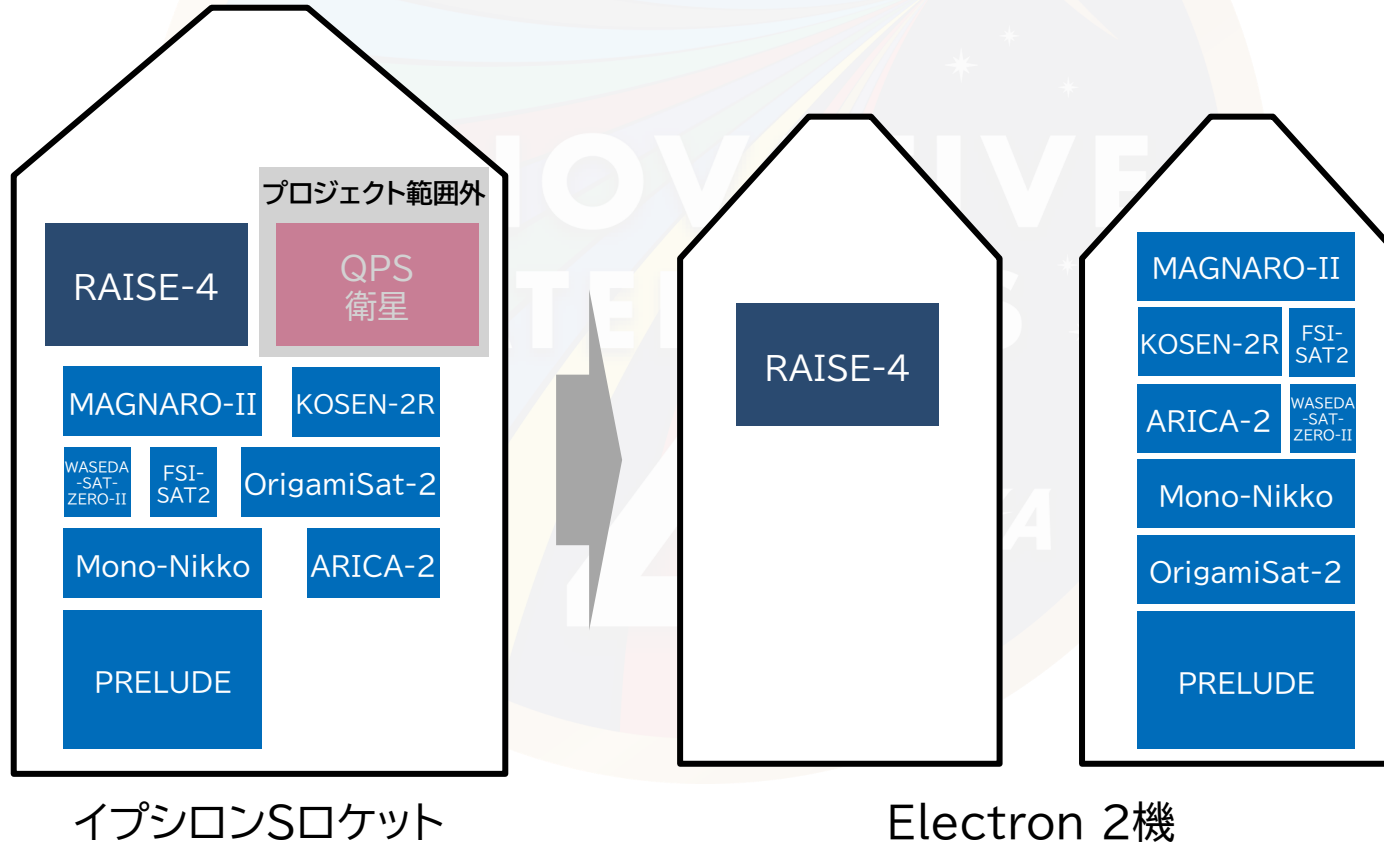 プロジェクト範囲外
RAISE-4
QPS
衛星
MAGNARO-II
KOSEN-2R
WASEDA
-SAT-
ZERO-II
FSI-
SAT2
OrigamiSat-2
Mono-Nikko
ARICA-2
PRELUDE
イプシロンSロケット
RAISE-4
MAGNARO-II
KOSEN-2R
FSI-
SAT2
ARICA-2
WASEDA
-SAT-
ZERO-II
Mono-Nikko
OrigamiSat-2
PRELUDE
Electron 2機